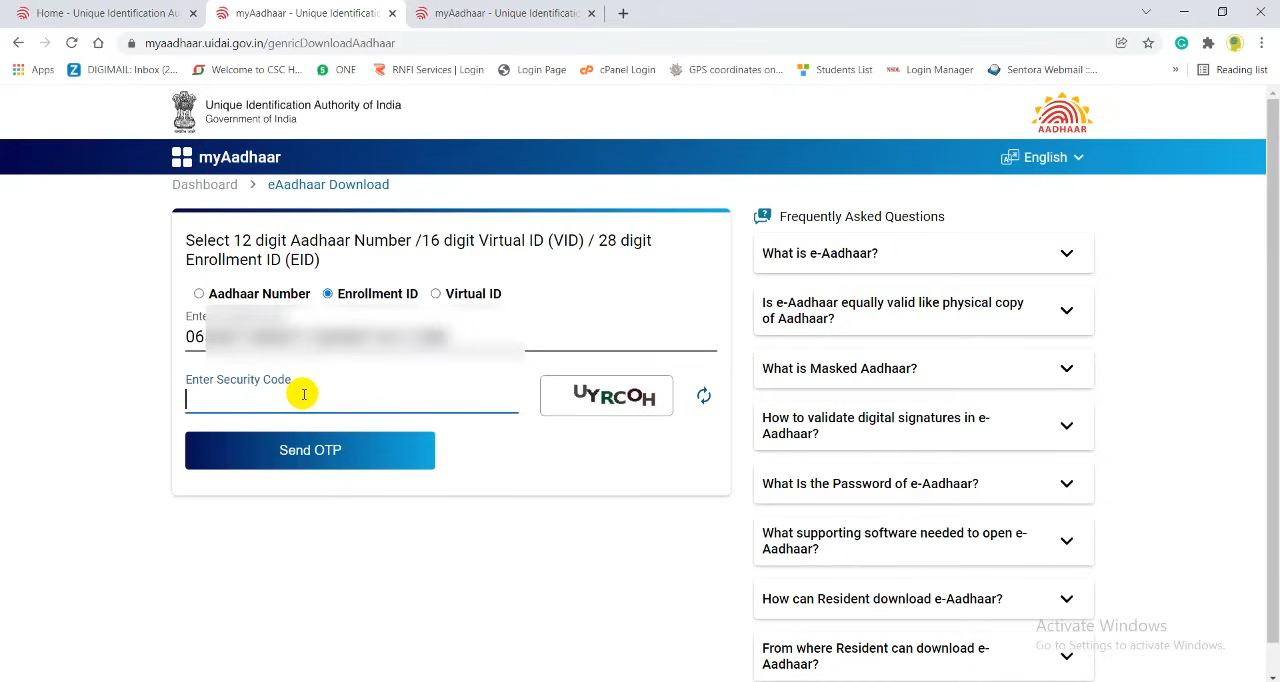 Home - Unique Identification Au
myAadhaar - Unique Identificatio
myAadhaar - Unique Identificatio
myaadhaar.uidai.gov.in/genricDownloadAadhaar
Apps
DIGIMAIL: Inbox (2...
Welcome to CSC H...
ONE
RNFI Services | Login
Login Page
cPanel Login
GPS coordinates on...
Students List
NSDL Login Manager
Sentora Webmail ::...
»
Reading list
Unique Identification Authority of India
Government of India
AADHAAR
myAadhaar
English
Dashboard > eAadhaar Download
Select 12 digit Aadhaar Number /16 digit Virtual ID (VID) / 28 digit
Enrollment ID (EID)
Aadhaar Number
Enrollment ID
Virtual ID
Ente
06
Enter Security Code
UYRCOH
Send OTP
Frequently Asked Questions
What is e-Aadhaar?
Is e-Aadhaar equally valid like physical copy
of Aadhaar?
What is Masked Aadhaar?
How to validate digital signatures in e-
Aadhaar?
What Is the Password of e-Aadhaar?
What supporting software needed to open e-
Aadhaar?
How can Resident download e-Aadhaar?
From where Resident can download e-
Aadhaar?
Activate Windows
Go to Settings to activate Windows.